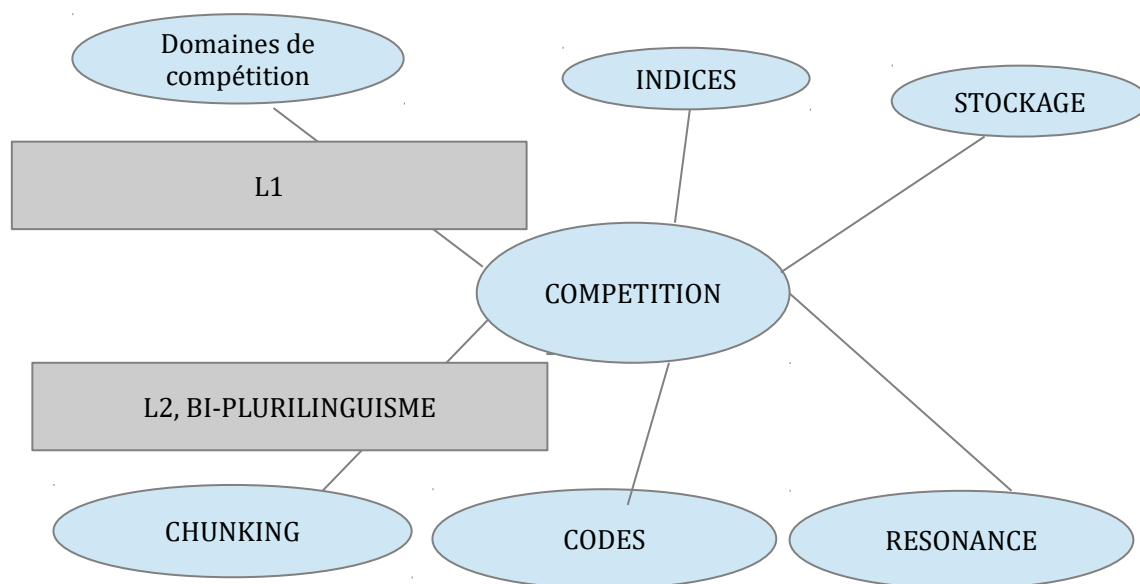 Domaines de
compétition
INDICES
STOCKAGE
L1
COMPETITION
L2, BI-PLURILINGUISME
CHUNKING
CODES
RESONANCE